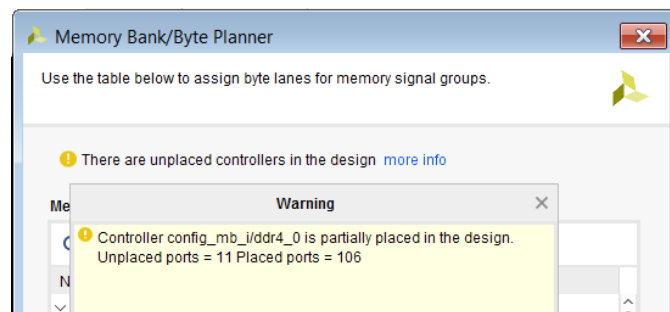 Memory Bank/Byte Planner
Use the table below to assign byte lanes for memory signal groups.
There are unplaced controllers in the design more info
Me
Warning
Controller config_mb_i/ddr4_0 is partially placed in the design.
Unplaced ports = 11 Placed ports = 106
N